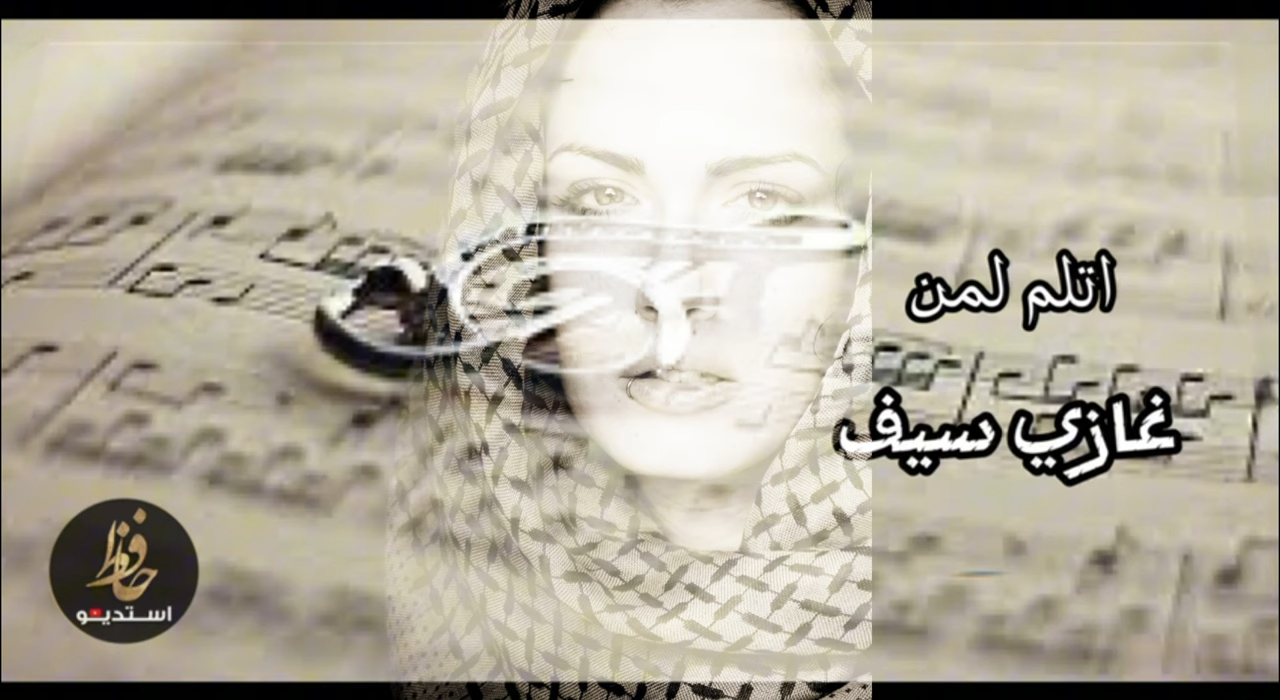 اتلم لمن
غازي سيف
حافظ
استديو